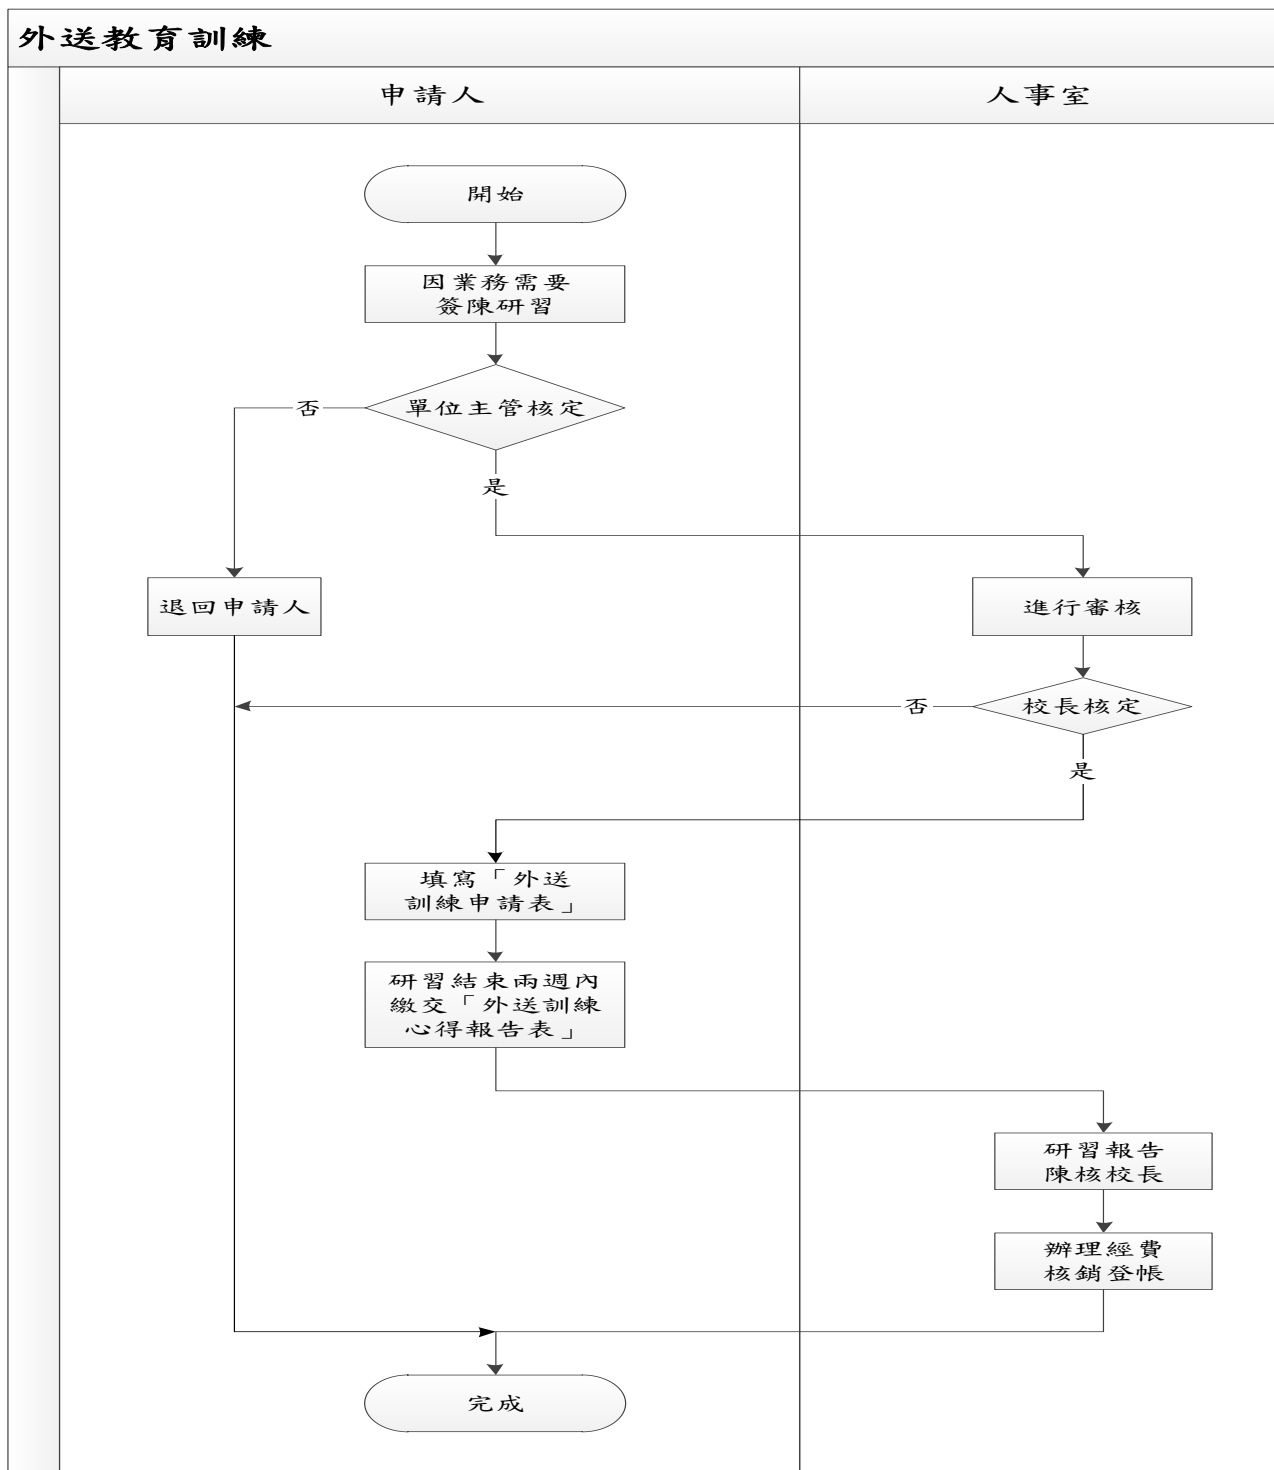 外送教育訓練
申請人
人事室
開始
因業務需要
簽陳研習
單位主管核定
否
是
退回申請人
進行審核
校長核定
否
是
填寫「外送
訓練申請表」
研習結束兩週內
繳交「外送訓練
心得報告表」
研習報告
陳核校長
辦理經費
核銷登帳
完成